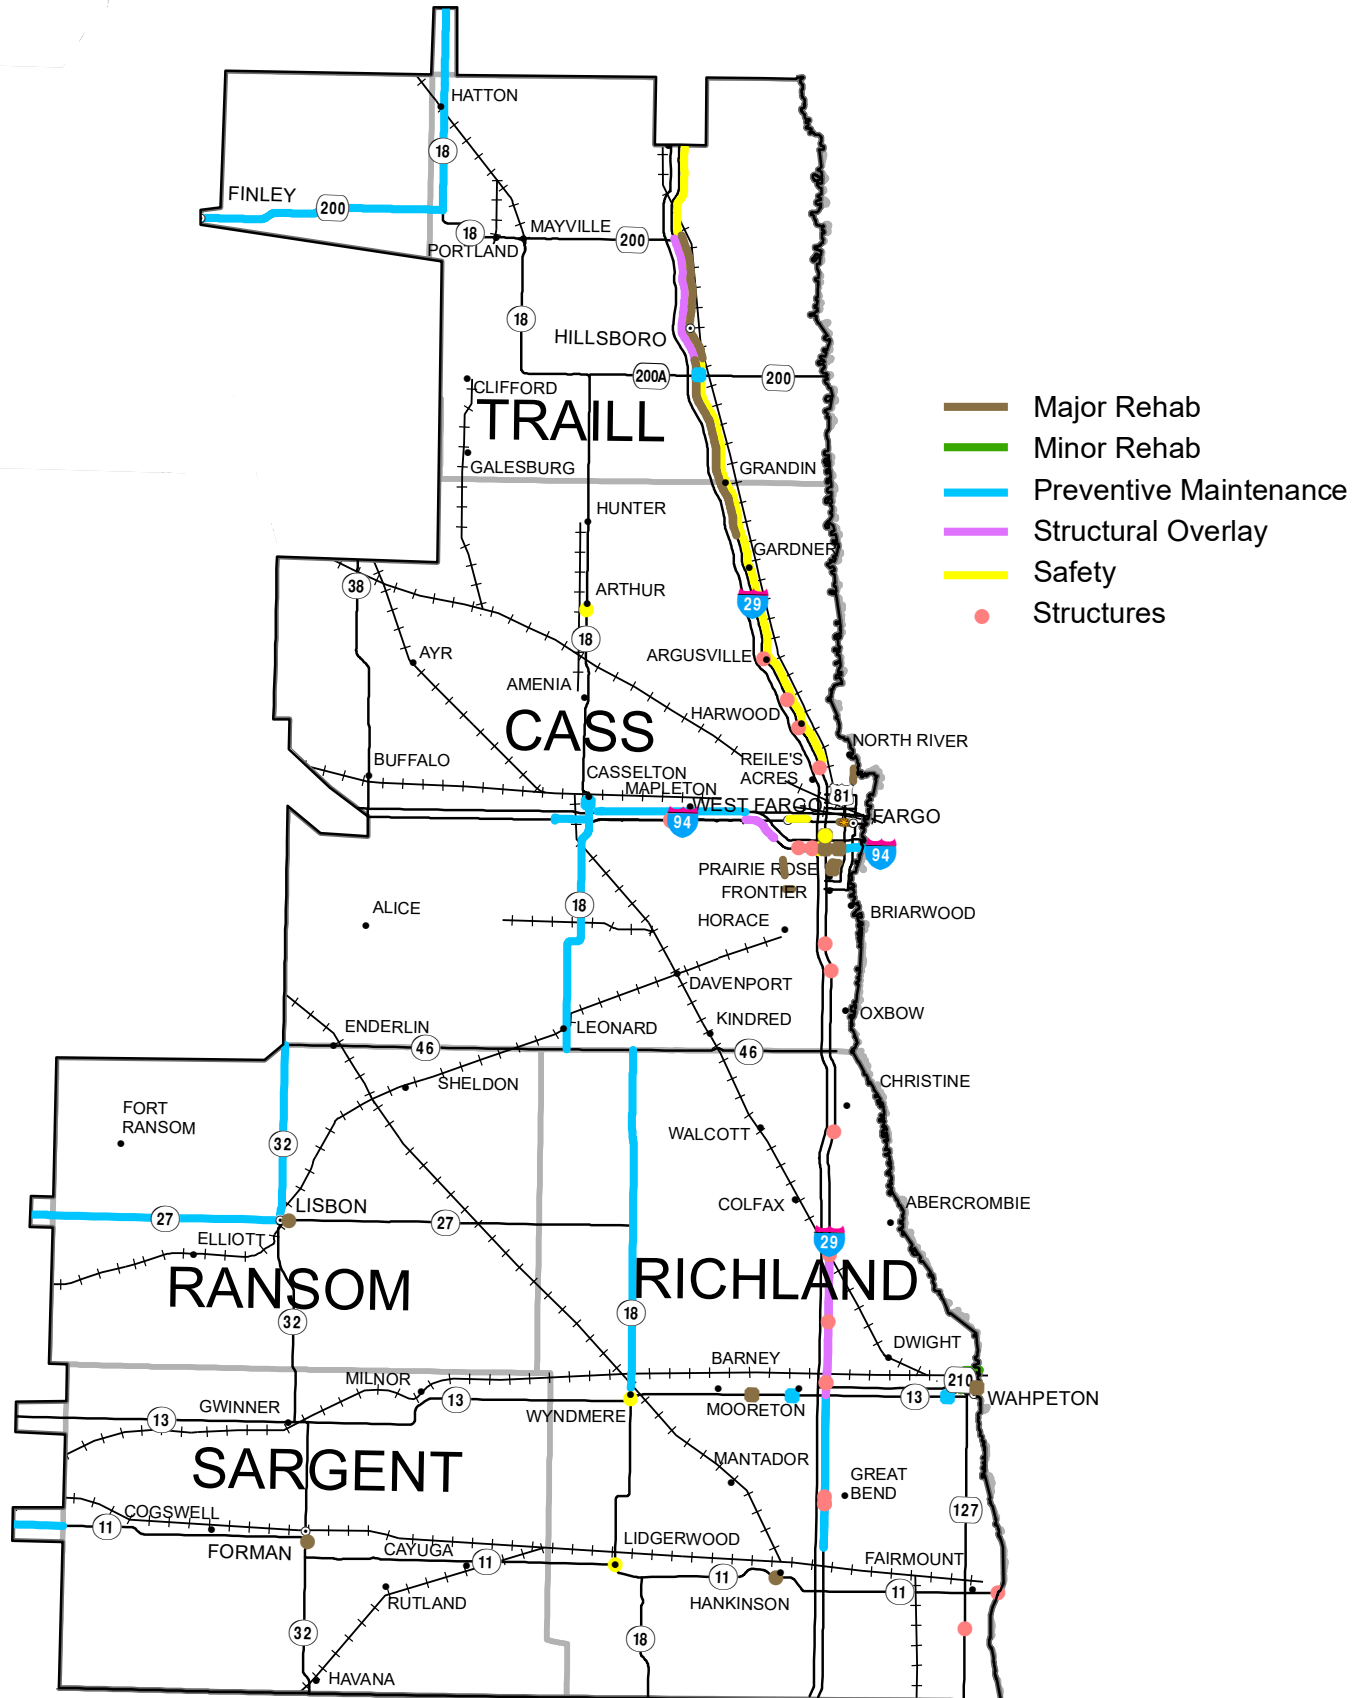 HATTON
18
FINLEY
200
18
MAYVILLE
200
PORTLAND
18
HILLSBORO
200A
200
CLIFFORD
TRAILL
GALESBURG
GRANDIN
HUNTER
GARDNER
38
ARTHUR
29
18
AYR
ARGUSVILLE
AMENIA
CASS
HARWOOD
NORTH RIVER
BUFFALO
REILE'S
ACRES
CASSELTON
MAPLETON
81
WEST FARGO
FARGO
94
94
PRAIRIE ROSE
FRONTIER
18
ALICE
HORACE
BRIARWOOD
DAVENPORT
OXBOW
ENDERLIN
LEONARD
KINDRED
46
46
SHELDON
CHRISTINE
FORT
RANSOM
32
WALCOTT
LISBON
COLFAX
ABERCROMBIE
27
27
ELLIOTT
29
RANSOM
RICHLAND
32
18
DWIGHT
BARNEY
MILNOR
210
GWINNER
13
13
WAHPETON
13
WYNDMERE
MOORETON
SARGENT
MANTADOR
GREAT
BEND
COGSWELL
127
11
FORMAN
CAYUGA
LIDGERWOOD
11
FAIRMOUNT
11
11
RUTLAND
HANKINSON
32
18
HAVANA
Major Rehab
Minor Rehab
Preventive Maintenance
Structural Overlay
Safety
Structures